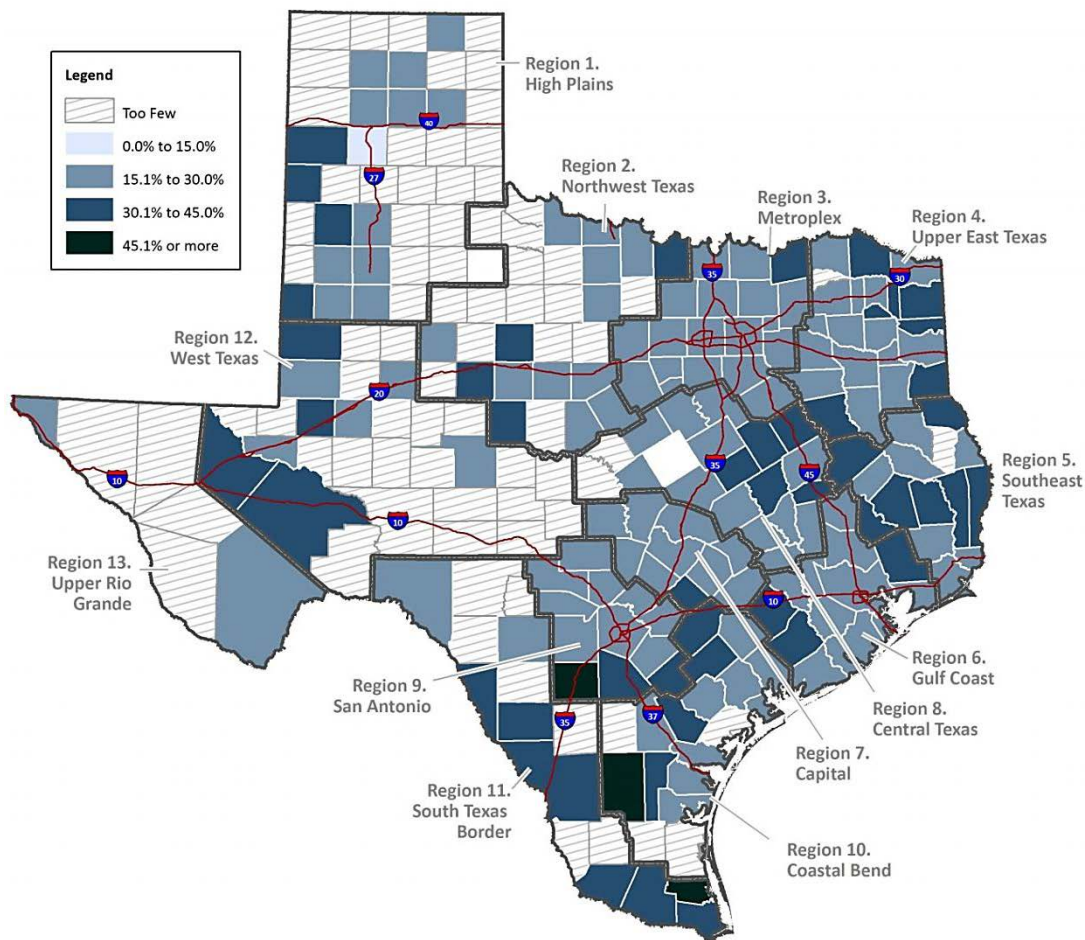 Legend
Too Few
0.0% to 15.0%
15.1% to 30.0%
30.1% to 45.0%
45.1% or more
Region 1.
High Plains
40
27
Region 2.
Northwest Texas
Region 3.
Metroplex
Region 4.
Upper East Texas
35
30
Region 12.
West Texas
20
10
35
45
Region 5.
Southeast
Texas
10
Region 13.
Upper Rio
Grande
10
Region 9.
San Antonio
Region 6.
Gulf Coast
35
37
Region 8.
Central Texas
Region 7.
Capital
Region 11.
South Texas
Border
Region 10.
Coastal Bend